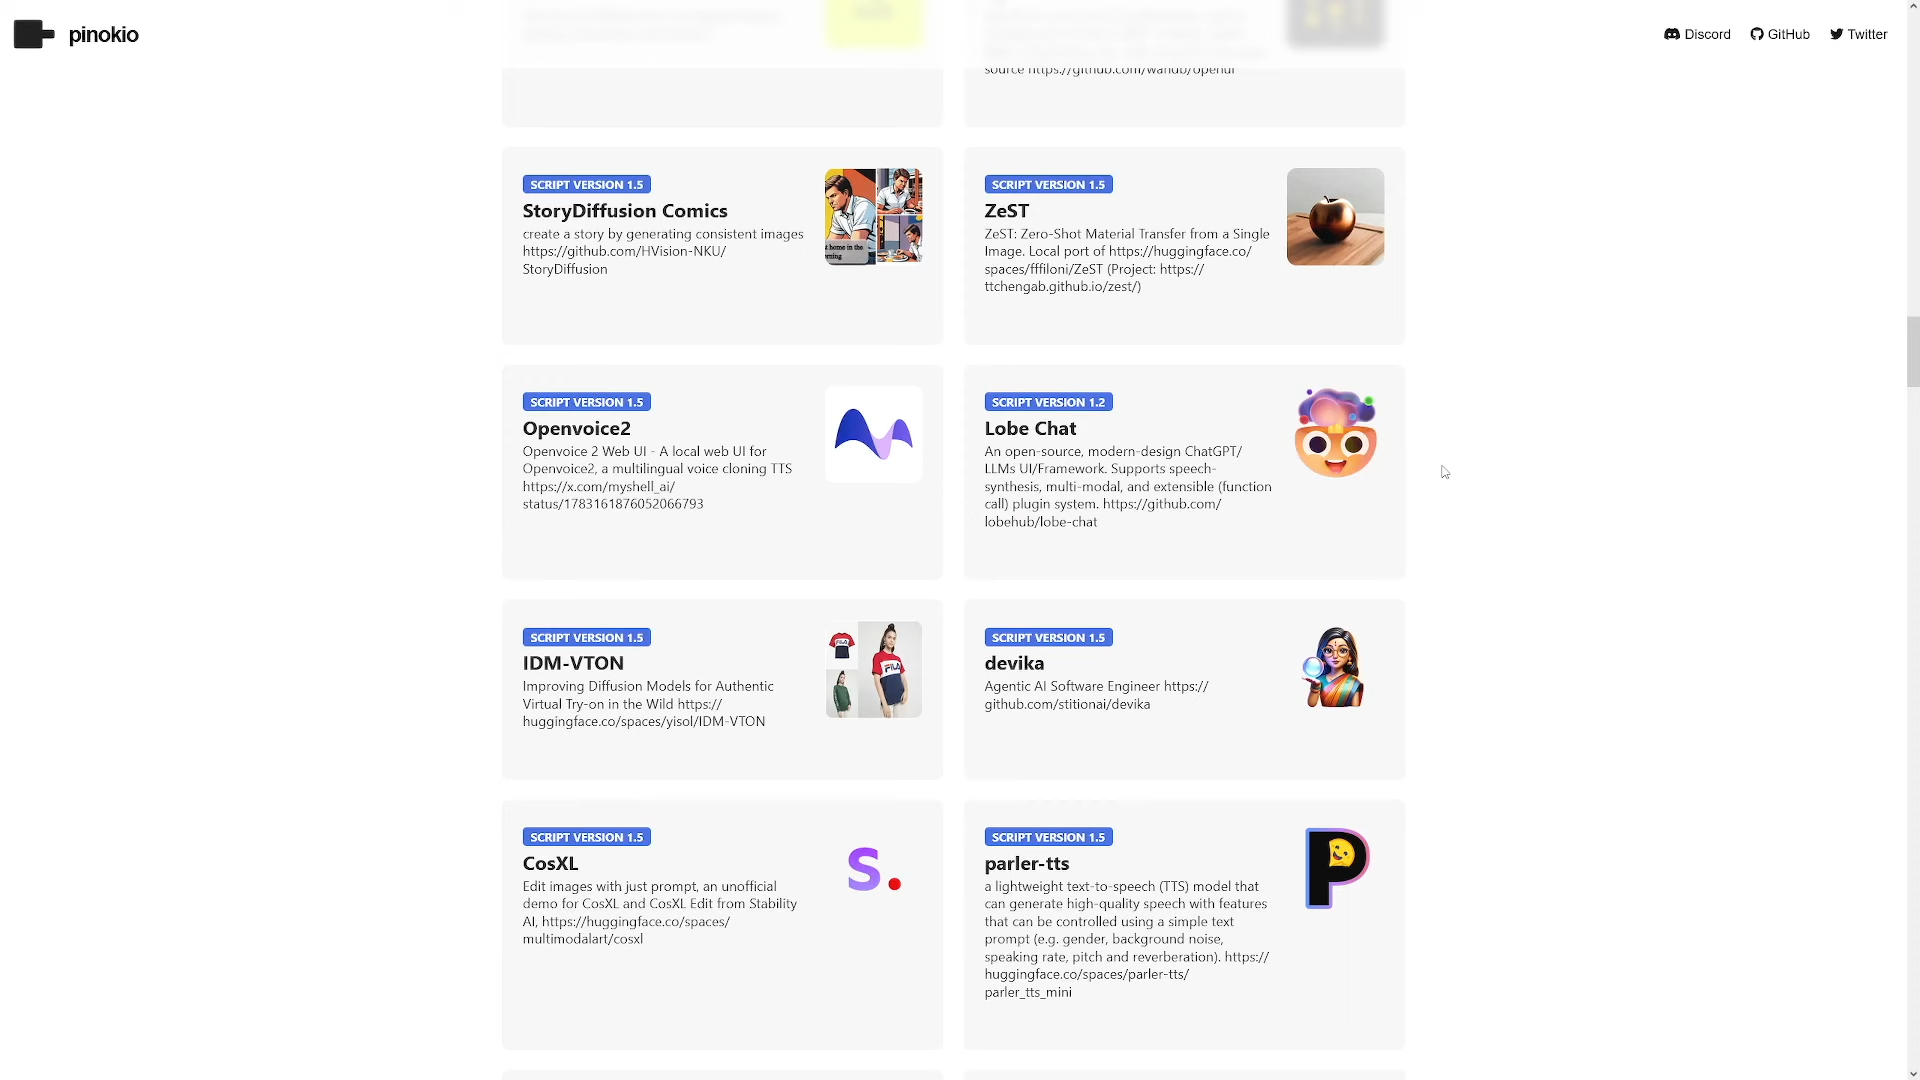 pinokio
Discord
GitHub
Twitter
source https://github.com/wandb/openui
SCRIPT VERSION 1.5
StoryDiffusion Comics
create a story by generating consistent images
https://github.com/HVision-NKU/
StoryDiffusion
SCRIPT VERSION 1.5
ZeST
ZeST: Zero-Shot Material Transfer from a Single
Image. Local port of https://huggingface.co/
spaces/fffiloni/ZeST (Project: https://
ttchengab.github.io/zest/)
SCRIPT VERSION 1.5
Openvoice2
Openvoice 2 Web UI - A local web UI for
Openvoice2, a multilingual voice cloning TTS
https://x.com/myshell_ai/
status/1783161876052066793
SCRIPT VERSION 1.2
Lobe Chat
An open-source, modern-design ChatGPT/
LLMs UI/Framework. Supports speech-
synthesis, multi-modal, and extensible (function
call) plugin system. https://github.com/
lobehub/lobe-chat
SCRIPT VERSION 1.5
IDM-VTON
Improving Diffusion Models for Authentic
Virtual Try-on in the Wild https://
huggingface.co/spaces/yisol/IDM-VTON
FILA
FILA
SCRIPT VERSION 1.5
devika
Agentic AI Software Engineer https://
github.com/stitionai/devika
SCRIPT VERSION 1.5
CosXL
Edit images with just prompt, an unofficial
demo for CosXL and CosXL Edit from Stability
AI, https://huggingface.co/spaces/
multimodalart/cosxl
S.
SCRIPT VERSION 1.5
parler-tts
a lightweight text-to-speech (TTS) model that
can generate high-quality speech with features
that can be controlled using a simple text
prompt (e.g. gender, background noise,
speaking rate, pitch and reverberation). https://
huggingface.co/spaces/parler-tts/
parler_tts_mini
P